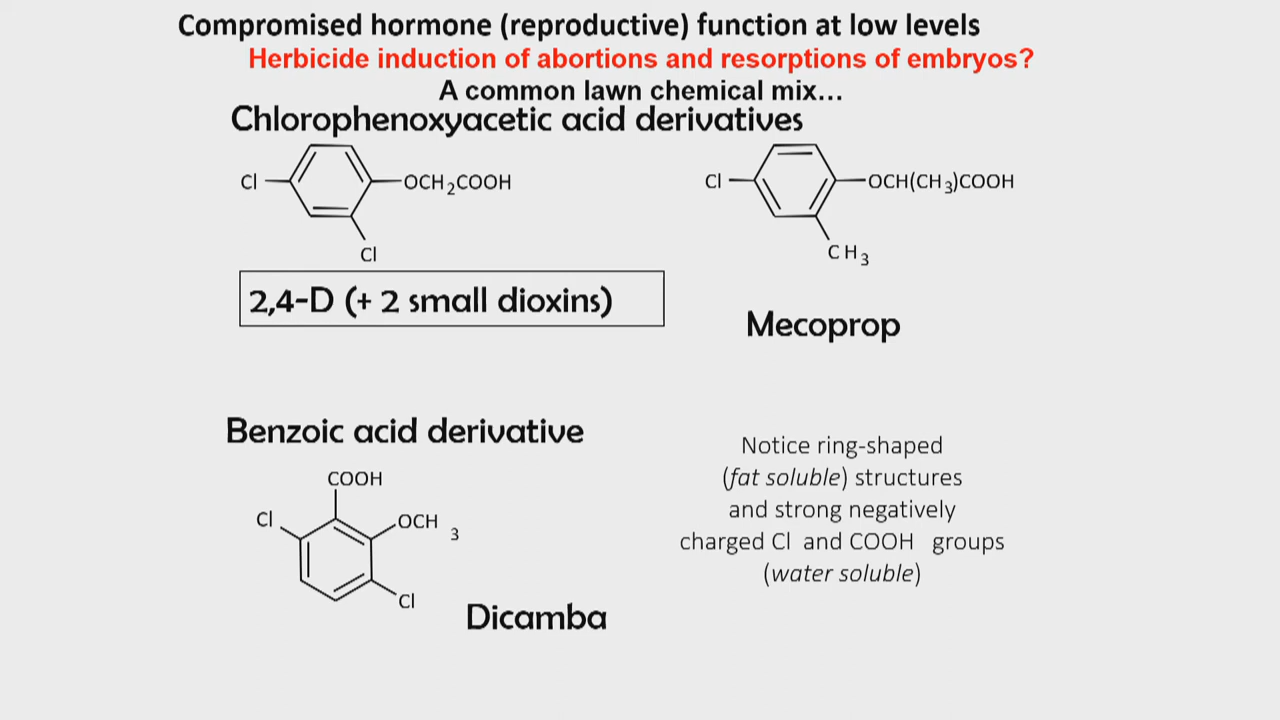 Compromised hormone (reproductive) function at low levels
Herbicide induction of abortions and resorptions of embryos?
A common lawn chemical mix...
Chlorophenoxyacetic acid derivatives
Cl
OCH₂COOH
Cl
Cl
OCH(CH₃)COOH
CH₃
2,4-D (+ 2 small dioxins)
Mecoprop
Benzoic acid derivative
COOH
Cl
OCH₃
Cl
Dicamba
Notice ring-shaped
(fat soluble) structures
and strong negatively
charged Cl and COOH groups
(water soluble)